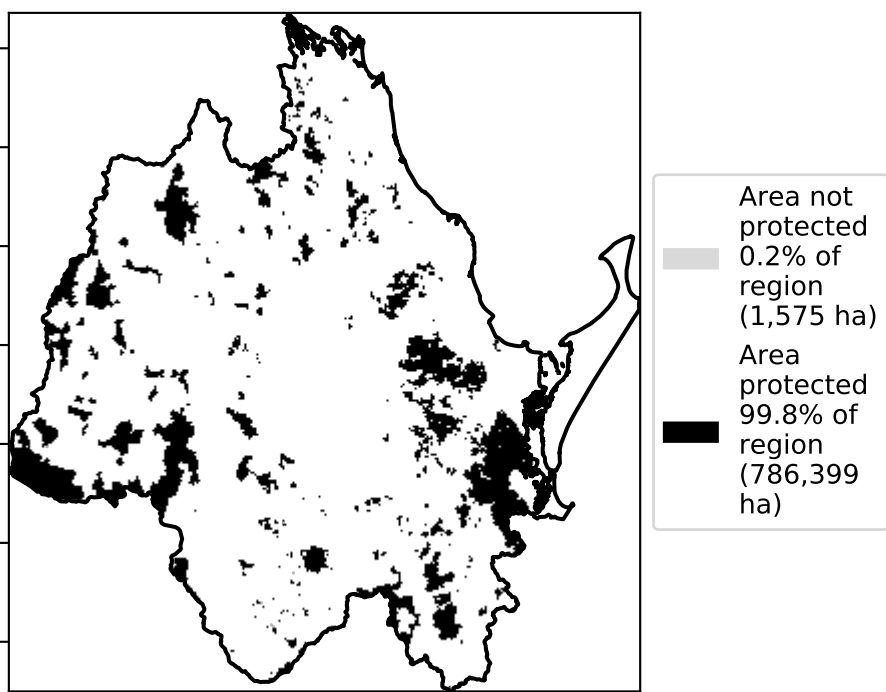 Area not
protected
0.2% of
region
(1,575 ha)
Area
protected
99.8% of
region
(786,399
ha)